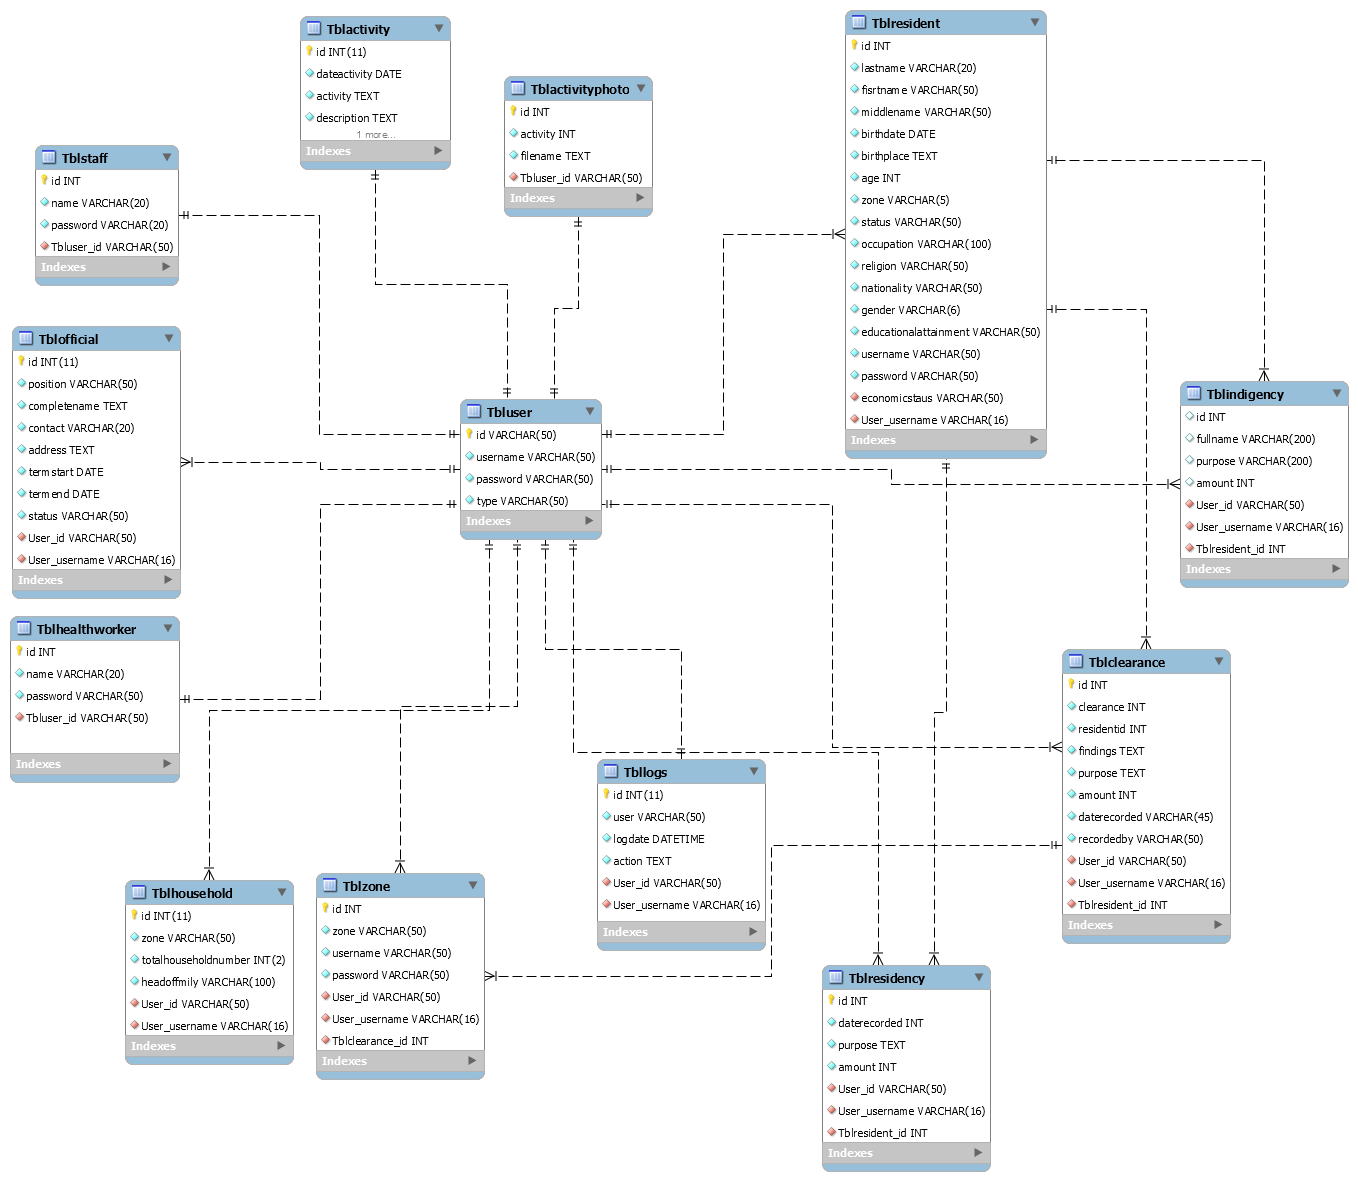 Tblactivity
id INT(11)
dateactivity DATE
activity TEXT
description TEXT
1 more...
Indexes
Tblactivityphoto
id INT
activity INT
filename TEXT
Tbluser_id VARCHAR(50)
Indexes
Tblresident
id INT
lastname VARCHAR(20)
fisrtname VARCHAR(50)
middlename VARCHAR(50)
birthdate DATE
birthplace TEXT
age INT
zone VARCHAR(5)
status VARCHAR(50)
occupation VARCHAR(100)
religion VARCHAR(50)
nationality VARCHAR(50)
gender VARCHAR(6)
educationalattainment VARCHAR(50)
username VARCHAR(50)
password VARCHAR(50)
economicstaus VARCHAR(50)
User_username VARCHAR(16)
Indexes
Tblstaff
id INT
name VARCHAR(20)
password VARCHAR(20)
Tbluser_id VARCHAR(50)
Indexes
Tblofficial
id INT(11)
position VARCHAR(50)
completename TEXT
contact VARCHAR(20)
address TEXT
termstart DATE
termend DATE
status VARCHAR(50)
User_id VARCHAR(50)
User_username VARCHAR(16)
Indexes
Tbluser
id VARCHAR(50)
username VARCHAR(50)
password VARCHAR(50)
type VARCHAR(50)
Indexes
Tblindigency
id INT
fullname VARCHAR(200)
purpose VARCHAR(200)
amount INT
User_id VARCHAR(50)
User_username VARCHAR(16)
Tblresident_id INT
Indexes
Tblhealthworker
id INT
name VARCHAR(20)
password VARCHAR(50)
Tbluser_id VARCHAR(50)
Indexes
Tblclearance
id INT
clearance INT
residentid INT
findings TEXT
purpose TEXT
amount INT
daterecorded VARCHAR(45)
recordedby VARCHAR(50)
User_id VARCHAR(50)
User_username VARCHAR(16)
Tblresident_id INT
Indexes
Tbllogs
id INT(11)
user VARCHAR(50)
logdate DATETIME
action TEXT
User_id VARCHAR(50)
User_username VARCHAR(16)
Indexes
Tblhousehold
id INT(11)
zone VARCHAR(50)
totalhouseholdnumber INT(2)
headoffmily VARCHAR(100)
User_id VARCHAR(50)
User_username VARCHAR(16)
Indexes
Tblzone
id INT
zone VARCHAR(50)
username VARCHAR(50)
password VARCHAR(50)
User_id VARCHAR(50)
User_username VARCHAR(16)
Tblclearance_id INT
Indexes
Tblresidency
id INT
daterecorded INT
purpose TEXT
amount INT
User_id VARCHAR(50)
User_username VARCHAR(16)
Tblresident_id INT
Indexes